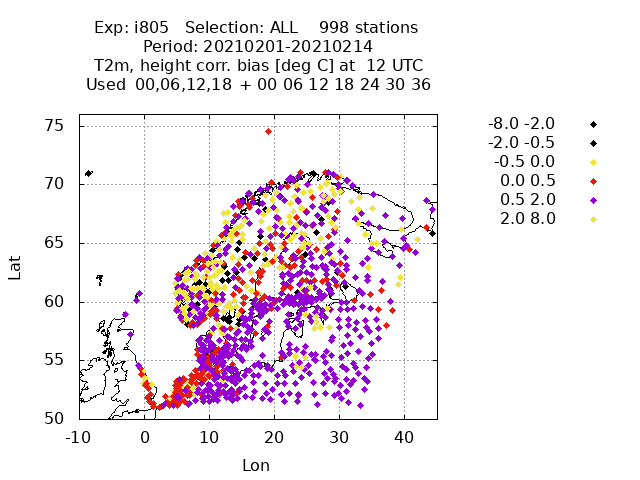 Exp: i805   Selection: ALL    998 stations
Period: 20210201-20210214
T2m, height corr. bias [deg C] at  12 UTC
Used  00,06,12,18  + 00 06 12 18 24 30 36
-8.0 -2.0
-2.0 -0.5
-0.5 0.0
0.0 0.5
0.5 2.0
2.0 8.0
75
70
65
60
55
50
Lat
-10 0 10 20 30 40
Lon